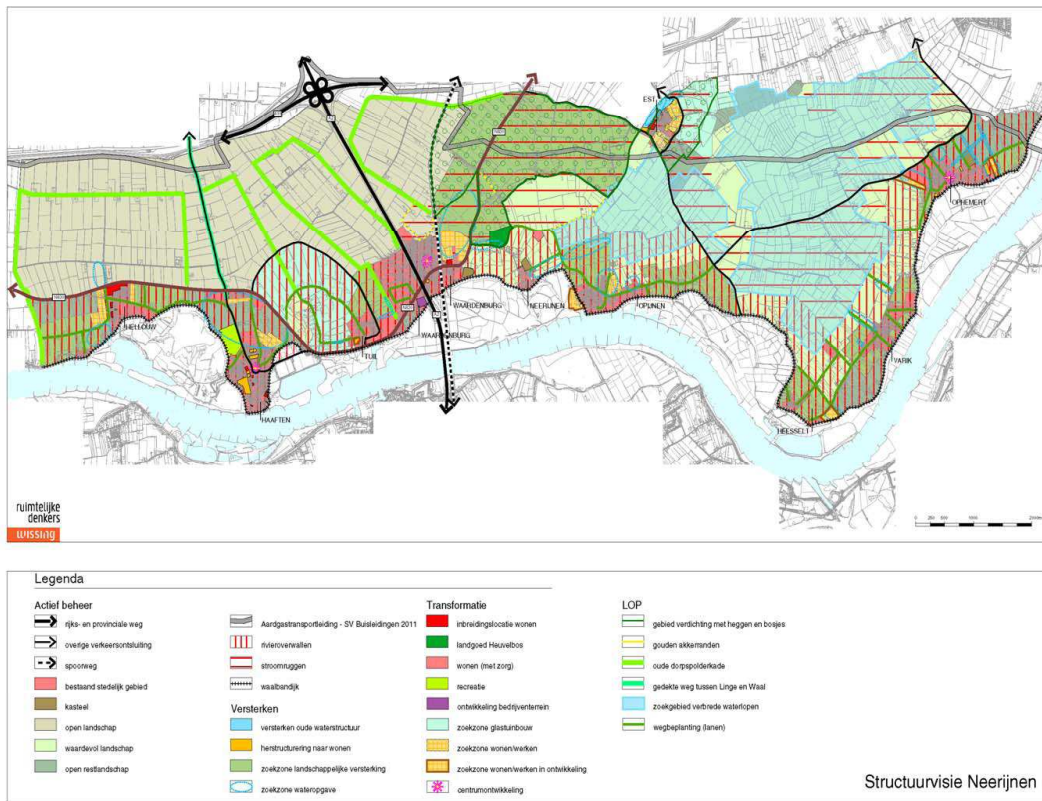 EST
OPHEMERT
WAARDENBURG
NEERIJNEN
OPIJNEN
HELLOUW
WAARDENBURG
TUIL
VARIK
HAAFTEN
HEESSELT
ruimtelijke
denkers
wissing
0 250 500 1000
Legenda
Actief beheer
rijks- en provinciale weg
overige verkeersontsluiting
spoorweg
bestaand stedelijk gebied
kasteel
open landschap
waardevol landschap
open restlandschap
Aardgastransportleiding - SV Buisleidingen 2011
rivieroverwallen
stroomruggen
waalbandijk
Versterken
versterken oude waterstructuur
herstructurering naar wonen
zoekzone landschappelijke versterking
zoekzone wateropgave
Transformatie
inbreidingslocatie wonen
landgoed Heuvelbos
wonen (met zorg)
recreatie
ontwikkeling bedrijventerrein
zoekzone glastuinbouw
zoekzone wonen/werken
zoekzone wonen/werken in ontwikkeling
centrumontwikkeling
LOP
gebied verdichting met heggen en bosjes
gouden akkerranden
oude dorpspolderkade
gedekte weg tussen Linge en Waal
zoekgebied verbrede waterlopen
wegbeplanting (lanen)
Structuurvisie Neerijnen